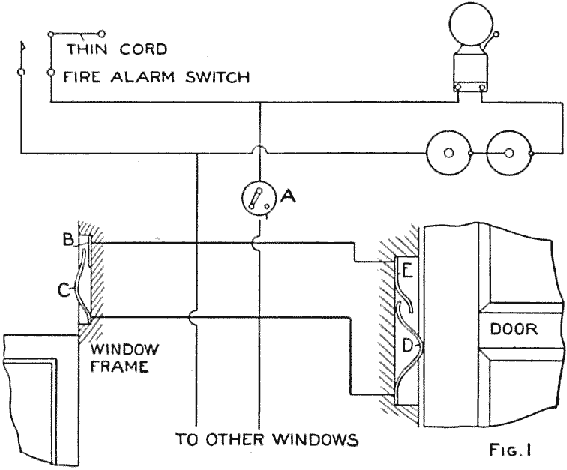 THIN CORD
FIRE ALARM SWITCH
A
B
C
E
D
DOOR
WINDOW
FRAME
TO OTHER WINDOWS
FIG. 1